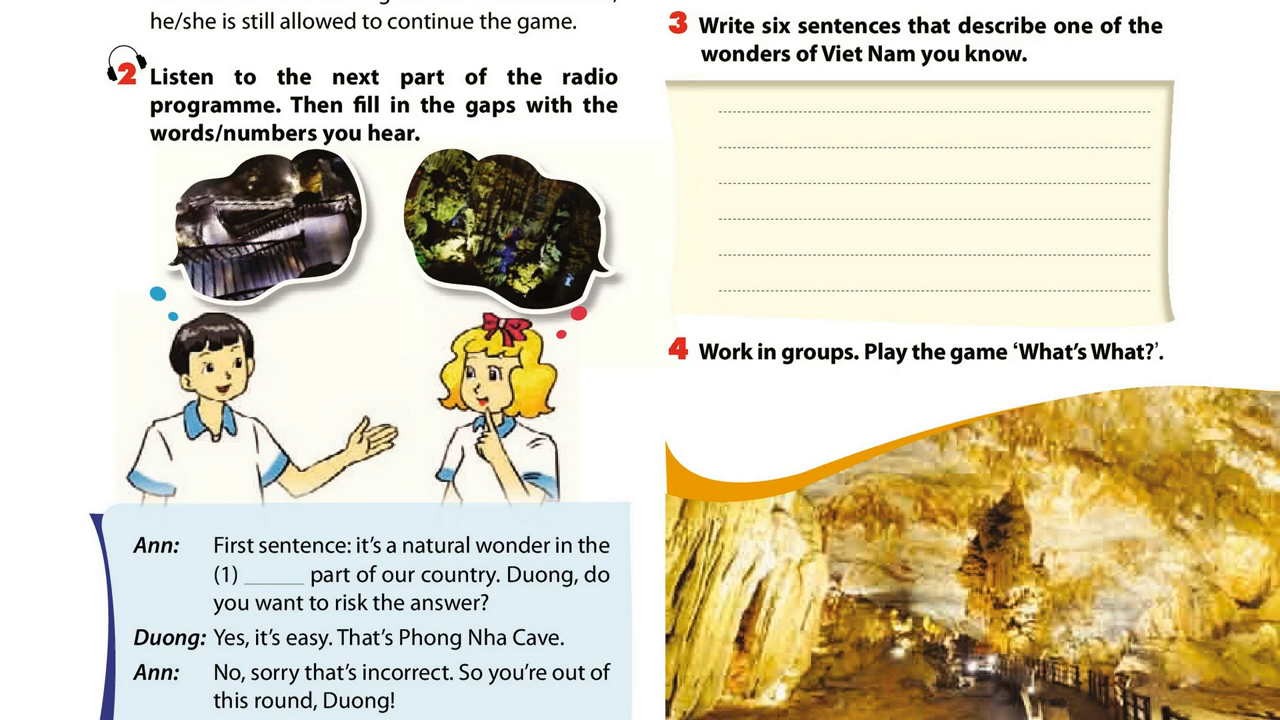 he/she is still allowed to continue the game.
2 Listen to the next part of the radio
programme. Then fill in the gaps with the
words/numbers you hear.
Ann: First sentence: it's a natural wonder in the
(1) ______ part of our country. Duong, do
you want to risk the answer?
Duong: Yes, it's easy. That's Phong Nha Cave.
Ann: No, sorry that's incorrect. So you're out of
this round, Duong!
3 Write six sentences that describe one of the
wonders of Viet Nam you know.
4 Work in groups. Play the game 'What's What?'.